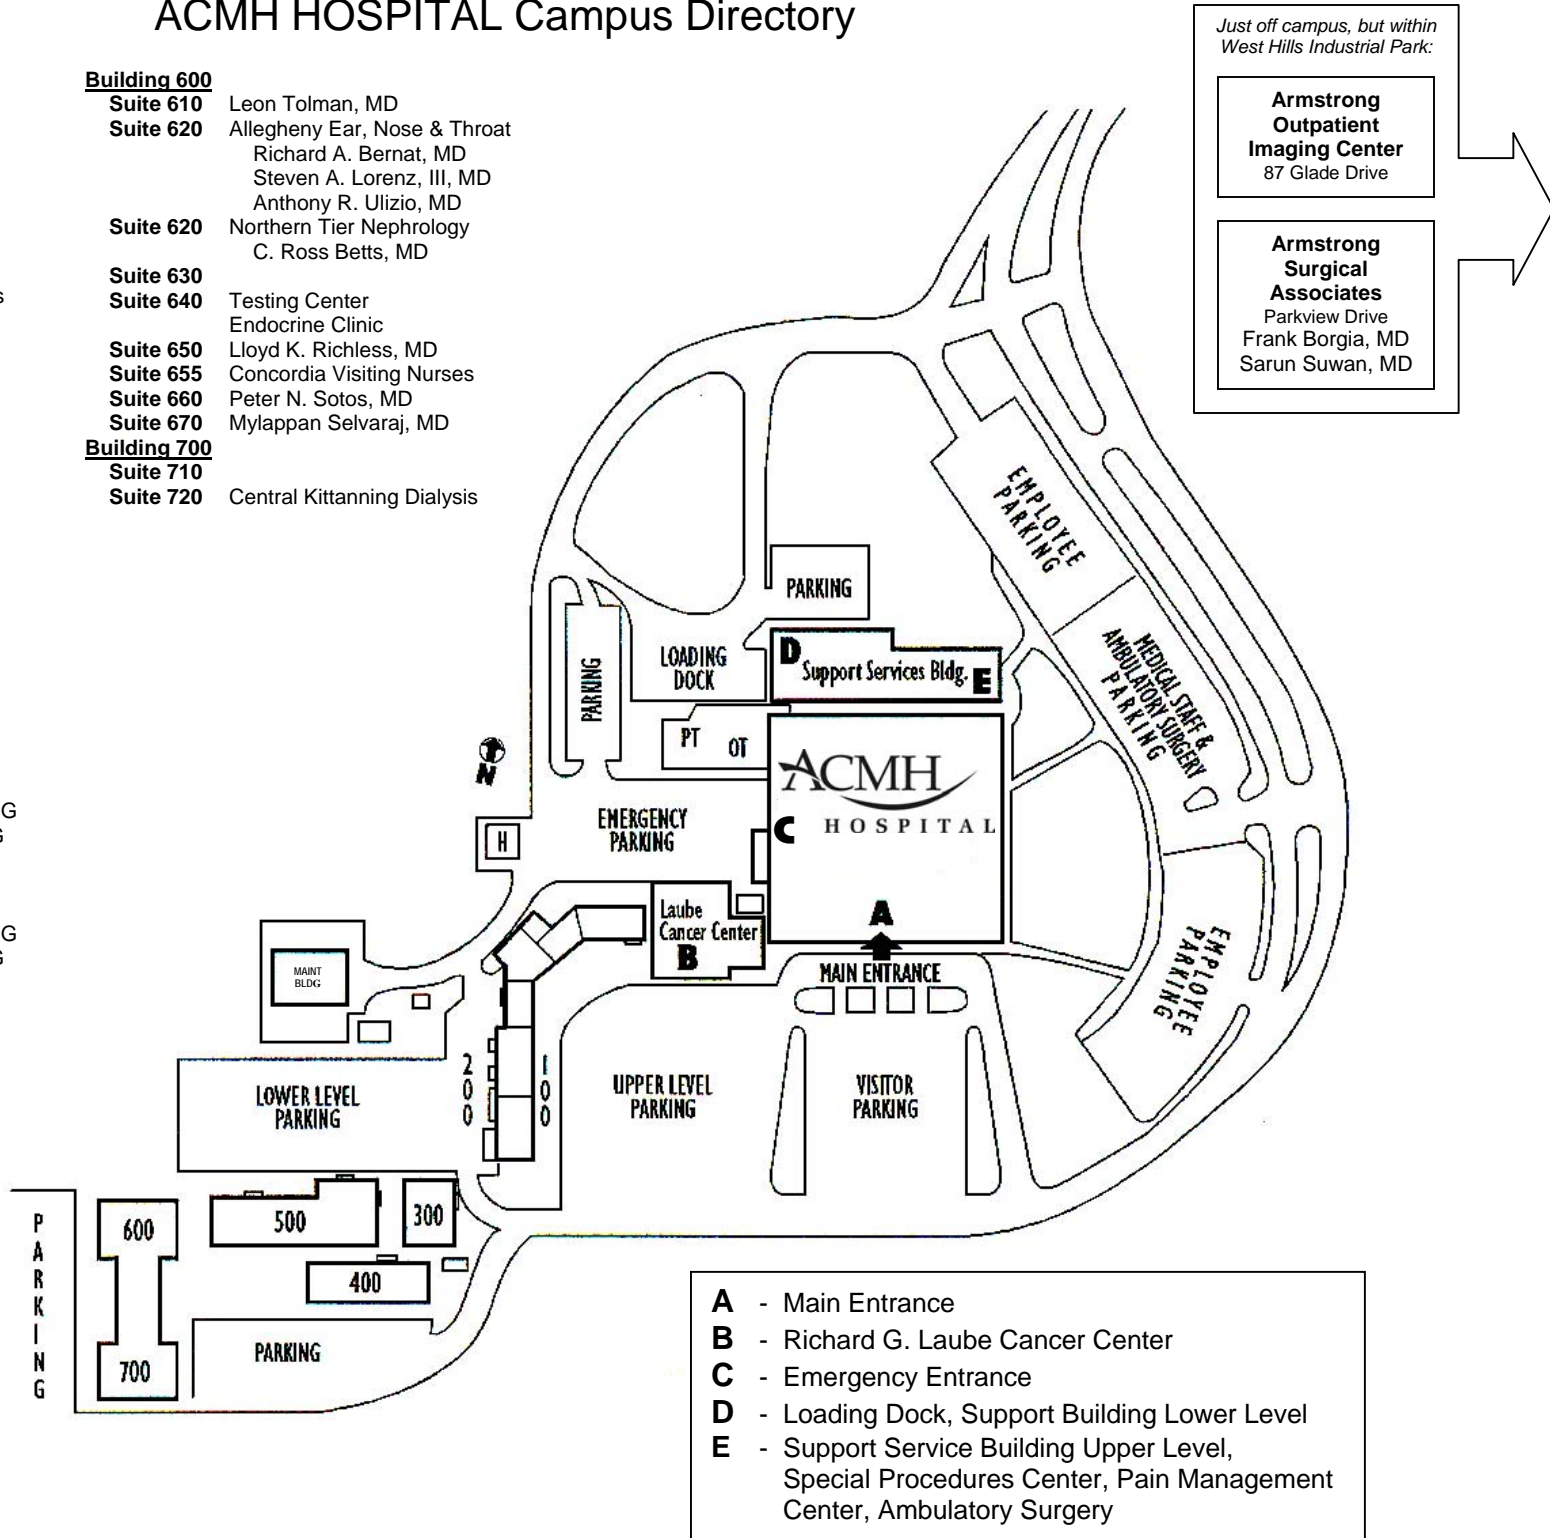 ACMH HOSPITAL Campus Directory
Building 600
Suite 610 Leon Tolman, MD
Suite 620 Allegheny Ear, Nose & Throat
Richard A. Bernat, MD
Steven A. Lorenz, III, MD
Anthony R. Ulizio, MD
Suite 620 Northern Tier Nephrology
C. Ross Betts, MD
Suite 630
Suite 640 Testing Center
Endocrine Clinic
Suite 650 Lloyd K. Richless, MD
Suite 655 Concordia Visiting Nurses
Suite 660 Peter N. Sotos, MD
Suite 670 Mylappan Selvaraj, MD
Building 700
Suite 710
Suite 720 Central Kittanning Dialysis
s
G
G
G
G
Just off campus, but within
West Hills Industrial Park:
Armstrong
Outpatient
Imaging Center
87 Glade Drive
Armstrong
Surgical
Associates
Parkview Drive
Frank Borgia, MD
Sarun Suwan, MD
EMPLOYEE
PARKING
PARKING
LOADING
DOCK
D
Support Services Bldg.
E
PARKING
MEDICAL STAFF &
AMBULATORY SURGERY
PARKING
PT
OT
N
ACMH
HOSPITAL
C
EMERGENCY
PARKING
H
Laube
Cancer Center
B
A
MAIN ENTRANCE
EMPLOYEE
PARKING
MAINT
BLDG
LOWER LEVEL
PARKING
200
100
UPPER LEVEL
PARKING
VISITOR
PARKING
PARKING
600
500
300
400
700
PARKING
A - Main Entrance
B - Richard G. Laube Cancer Center
C - Emergency Entrance
D - Loading Dock, Support Building Lower Level
E - Support Service Building Upper Level,
Special Procedures Center, Pain Management
Center, Ambulatory Surgery